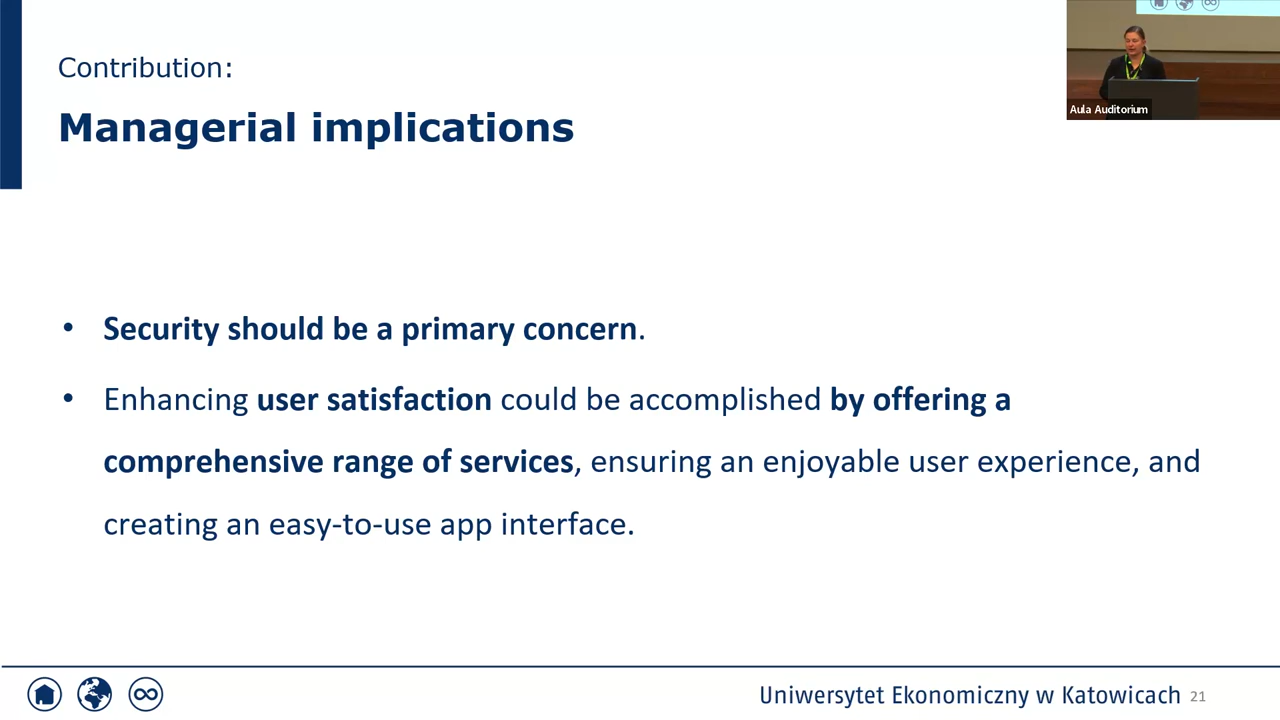 Contribution:
Managerial implications
Aula Auditorium
• Security should be a primary concern.
• Enhancing user satisfaction could be accomplished by offering a
comprehensive range of services, ensuring an enjoyable user experience, and
creating an easy-to-use app interface.
Uniwersytet Ekonomiczny w Katowicach 21